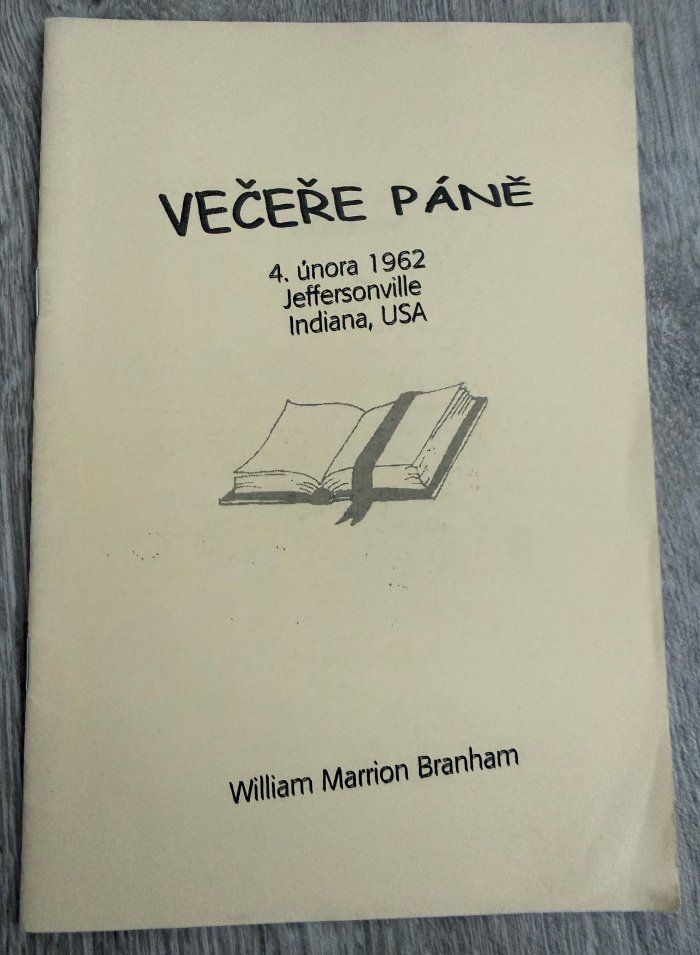 VEČEŘE PÁNĚ
4. února 1962
Jeffersonville
Indiana, USA
William Marrion Branham